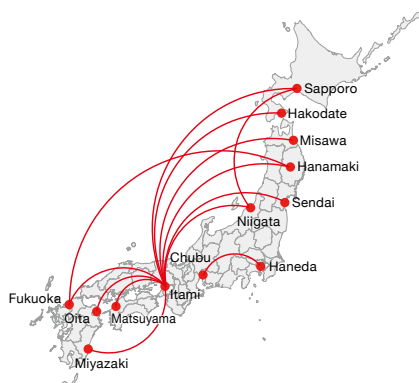 Sapporo
Hakodate
Misawa
Hanamaki
Sendai
Niigata
Chubu
Haneda
Itami
Fukuoka
Oita
Matsuyama
Miyazaki